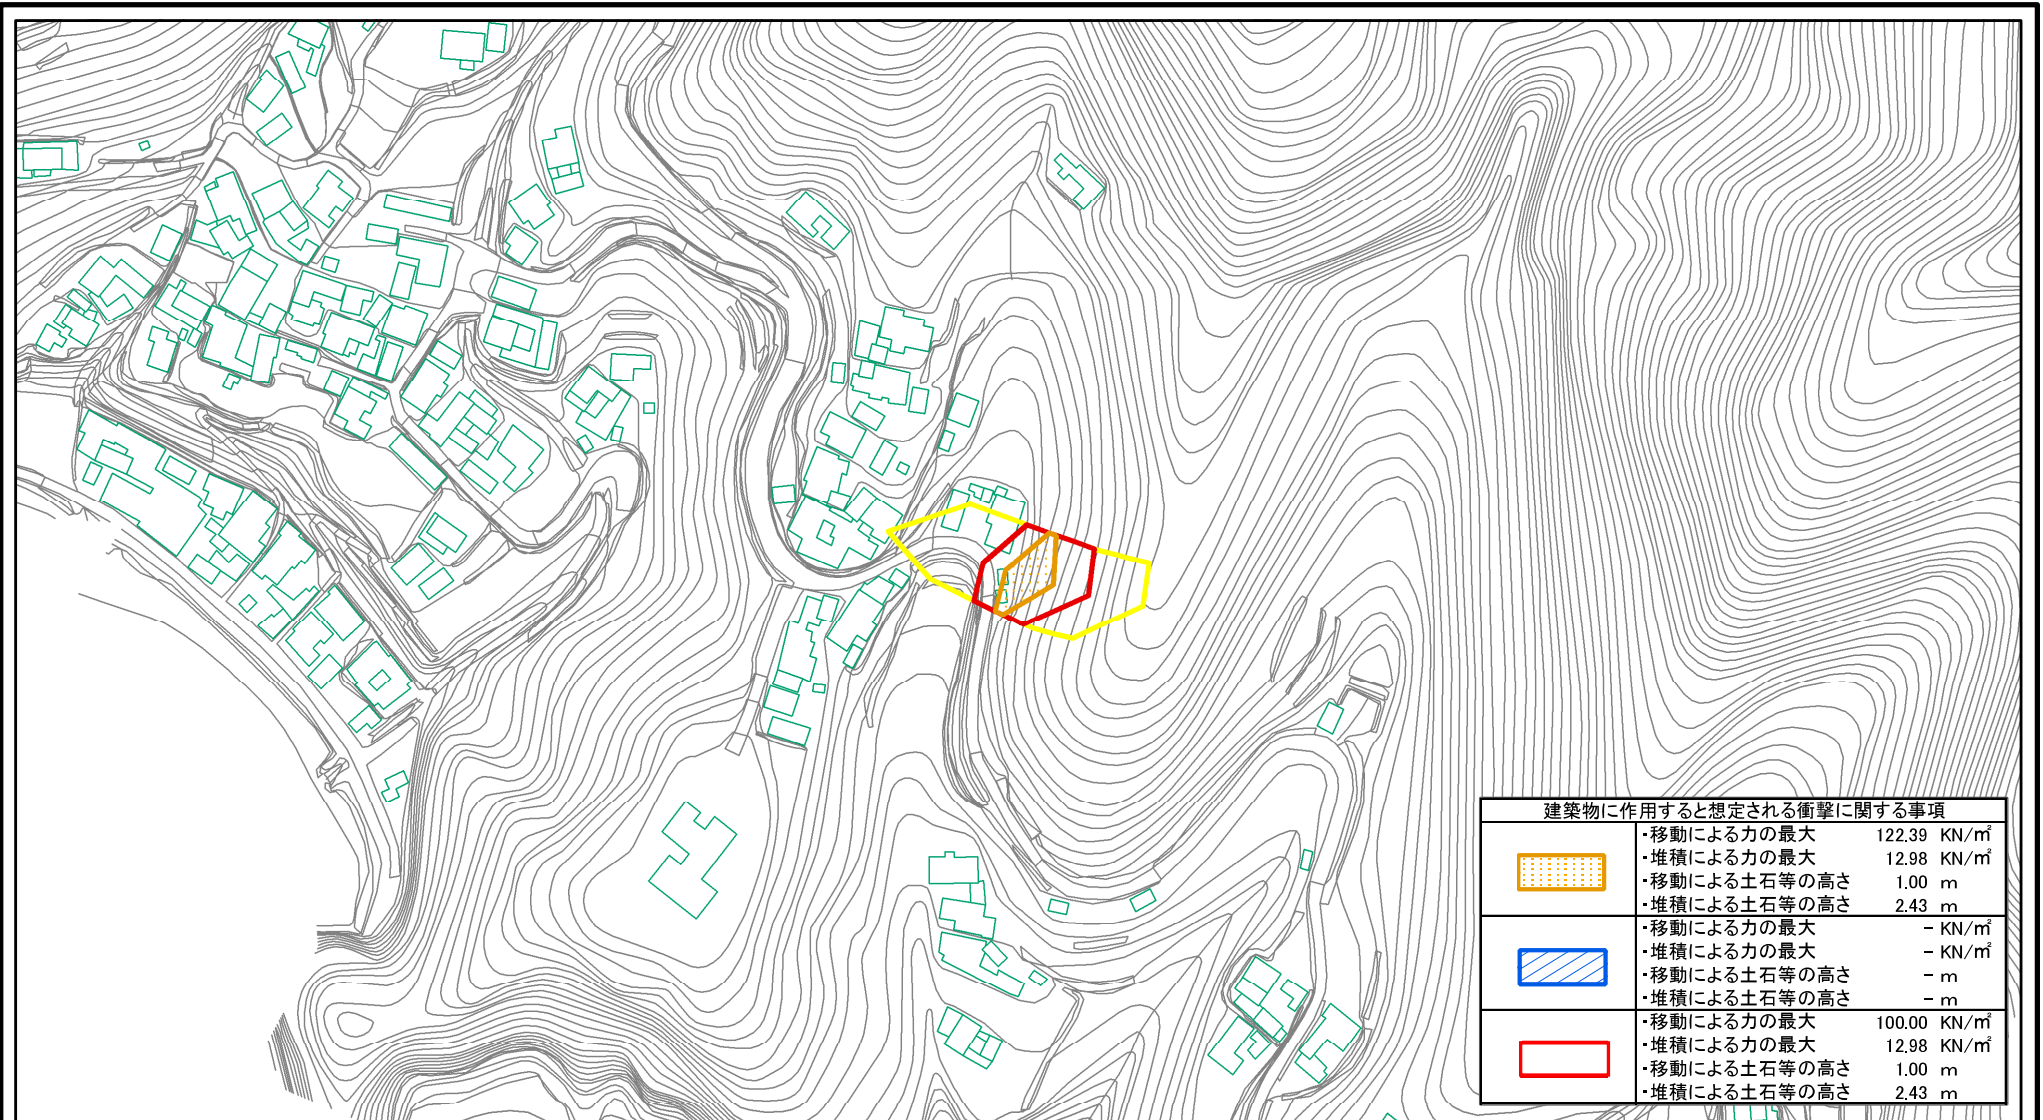 建築物に作用すると想定される衝撃に関する事項
・移動による力の最大 122.39 KN/㎡
・堆積による力の最大 12.98 KN/㎡
・移動による土石等の高さ 1.00 m
・堆積による土石等の高さ 2.43 m
・移動による力の最大 - KN/㎡
・堆積による力の最大 - KN/㎡
・移動による土石等の高さ - m
・堆積による土石等の高さ - m
・移動による力の最大 100.00 KN/㎡
・堆積による力の最大 12.98 KN/㎡
・移動による土石等の高さ 1.00 m
・堆積による土石等の高さ 2.43 m